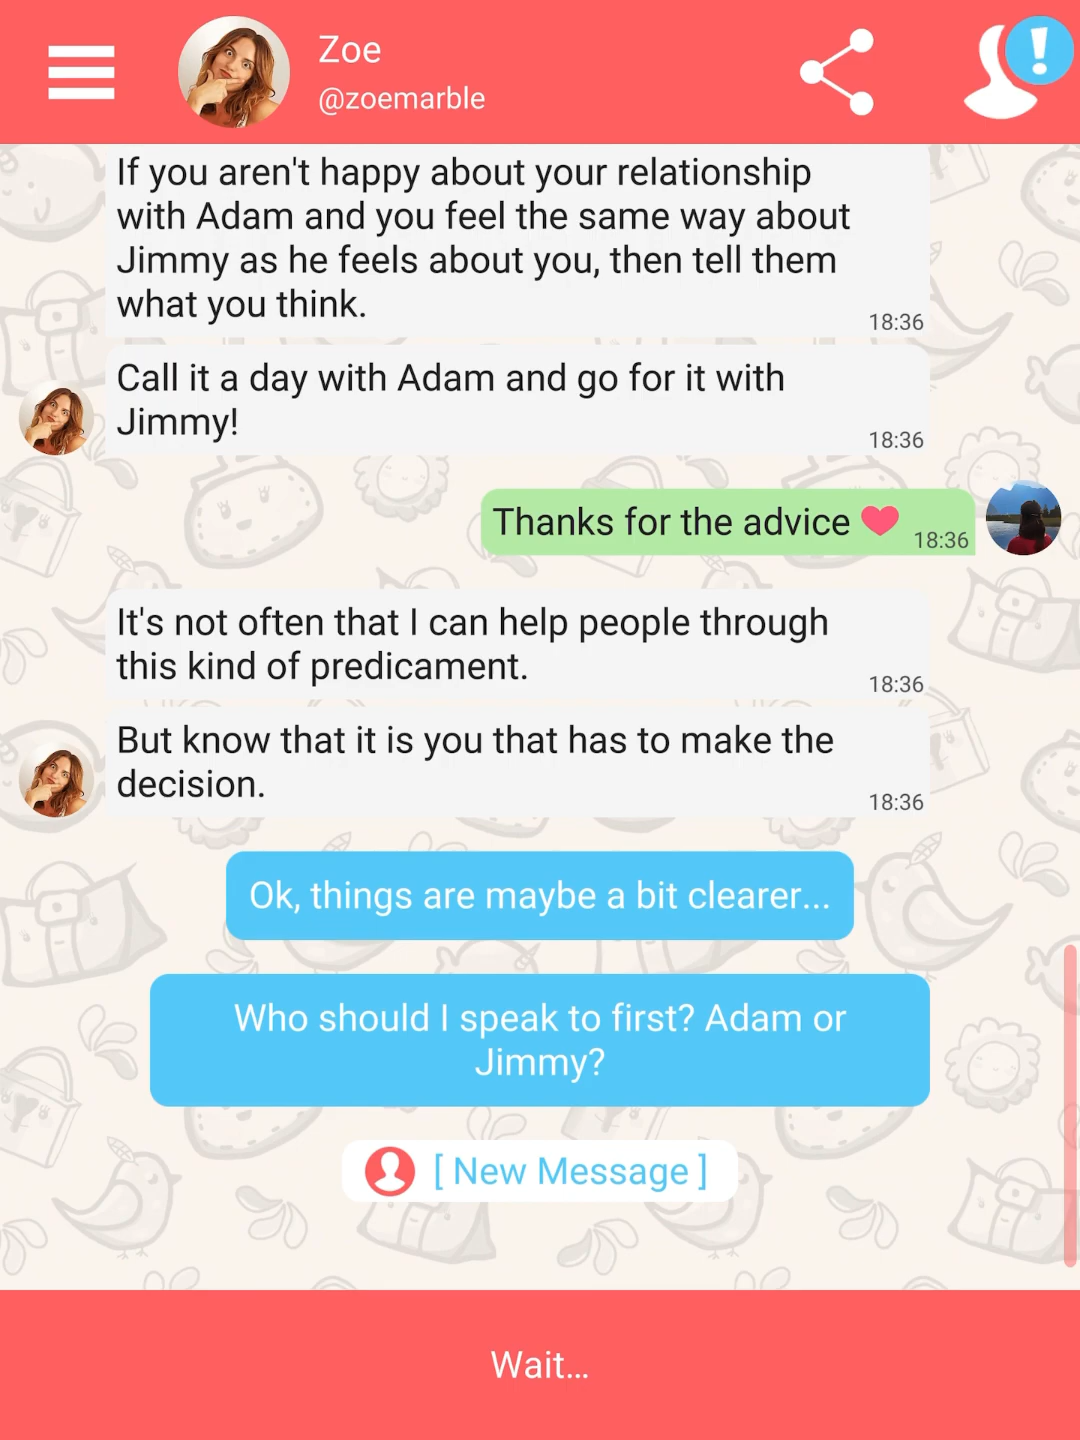 Zoe
@zoemarble
!
If you aren't happy about your relationship
with Adam and you feel the same way about
Jimmy as he feels about you, then tell them
what you think.
18:36
Call it a day with Adam and go for it with
Jimmy!
18:36
Thanks for the advice ❤
18:36
It's not often that I can help people through
this kind of predicament.
18:36
But know that it is you that has to make the
decision.
18:36
Ok, things are maybe a bit clearer...
Who should I speak to first? Adam or
Jimmy?
[ New Message ]
Wait...